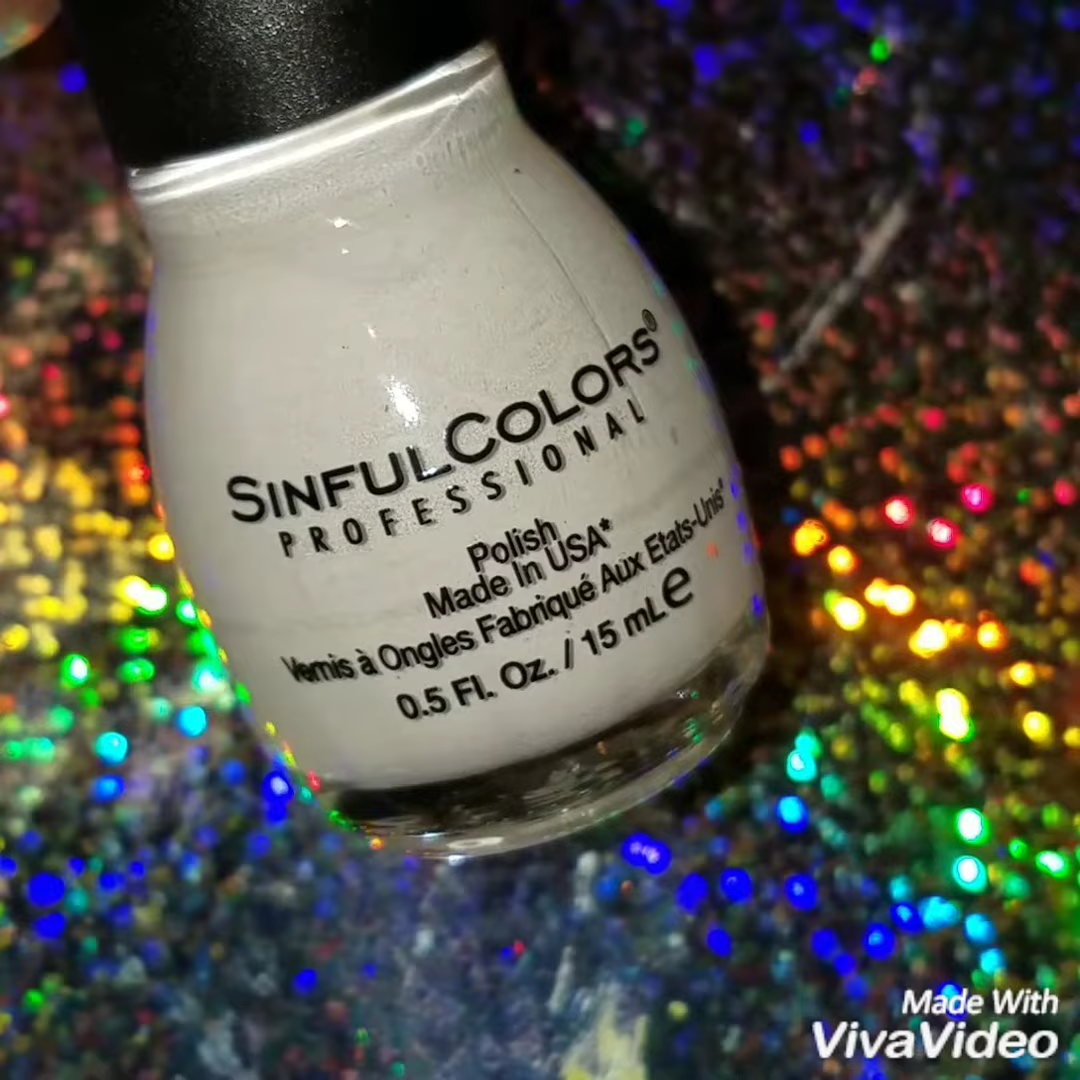 SINFULCOLORS®
PROFESSIONAL
Polish
Made In USA*
Vernis à Ongles Fabriqué Aux Etats-Unis*
0.5 Fl. Oz. / 15 mL e
Made With
VivaVideo